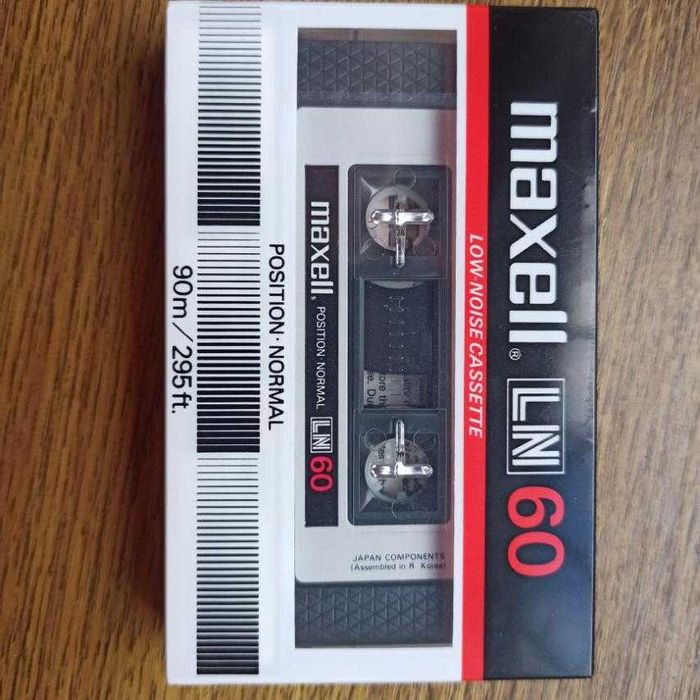 maxell® LN 60
LOW-NOISE CASSETTE
JAPAN COMPONENTS
(Assembled in R. Korea)
maxell, POSITION · NORMAL LN 60
POSITION · NORMAL
90m / 295 ft.